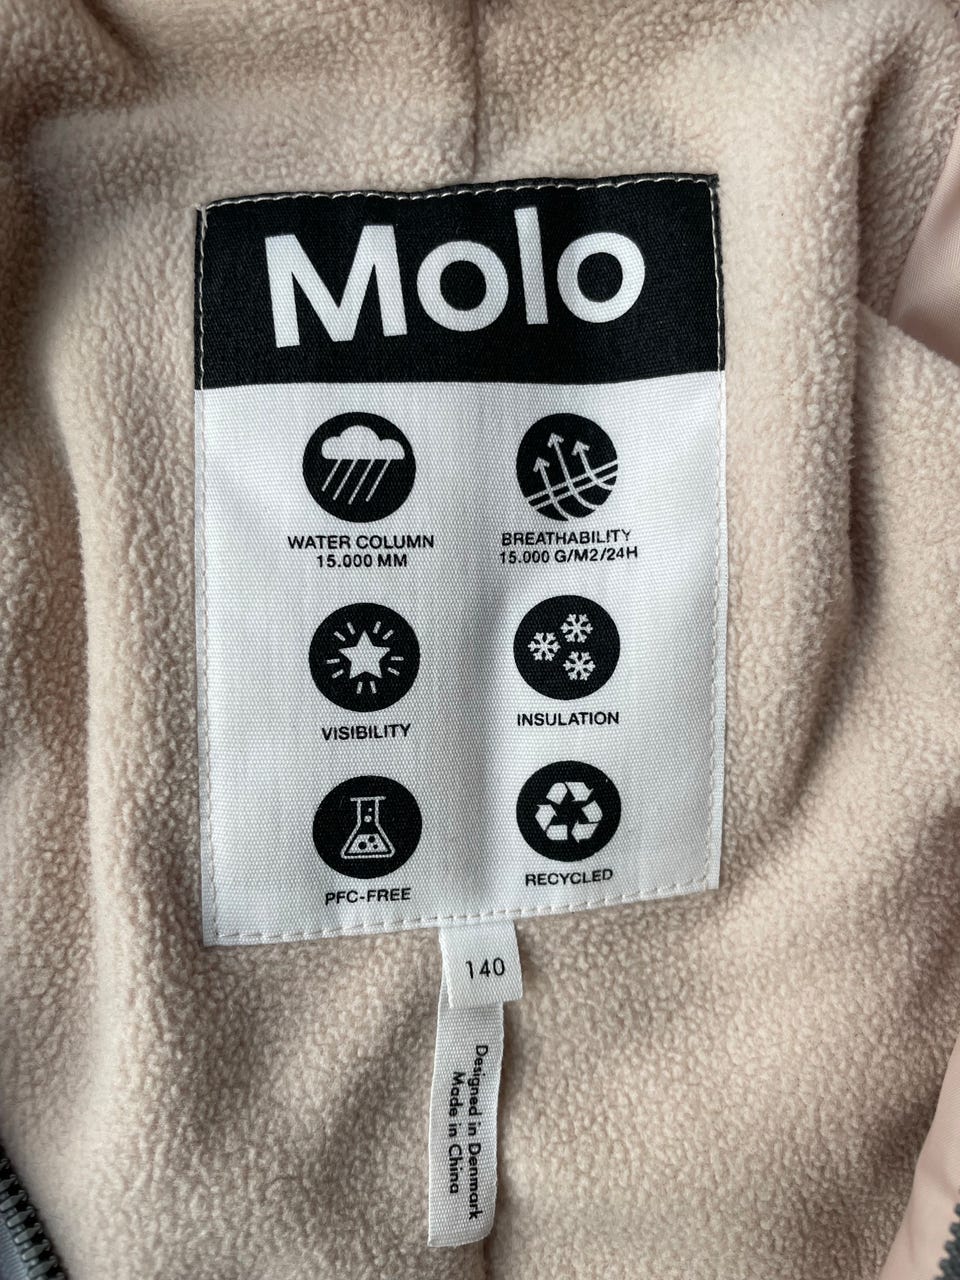 Molo
WATER COLUMN
15.000 MM
BREATHABILITY
15.000 G/M2/24H
VISIBILITY
INSULATION
PFC-FREE
RECYCLED
140
Designed in Denmark
Made in China